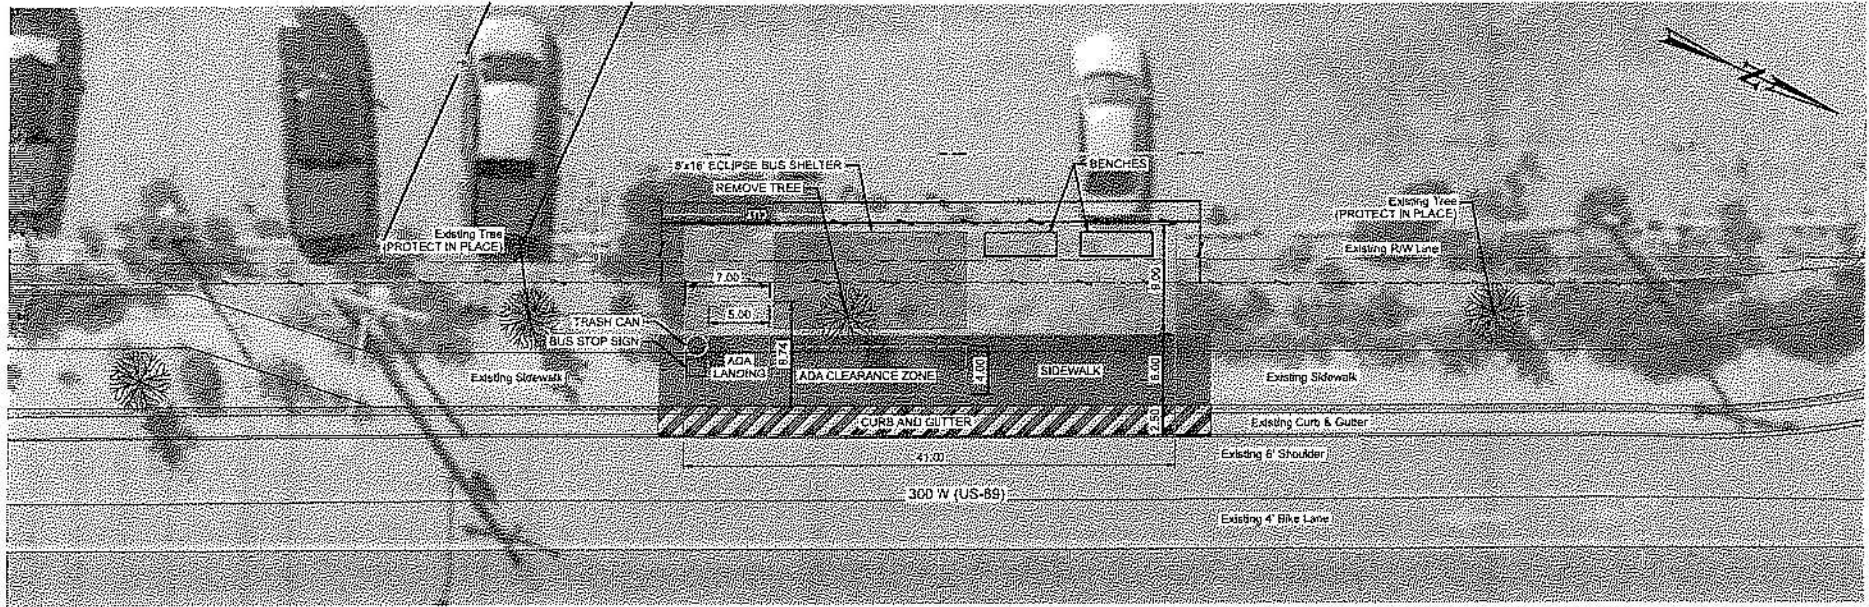 N
8'x16' ECLIPSE BUS SHELTER
BENCHES
REMOVE TREE
Existing Tree
(PROTECT IN PLACE)
Existing Tree
(PROTECT IN PLACE)
Existing R/W Line
7.00
5.00
TRASH CAN
BUS STOP SIGN
ADA
LANDING
8.74
ADA CLEARANCE ZONE
4.00
SIDEWALK
6.00
Existing Sidewalk
Existing Sidewalk
CURB AND GUTTER
2.50
Existing Curb & Gutter
41.00
Existing 6' Shoulder
300 W (US-89)
Existing 4' Bike Lane